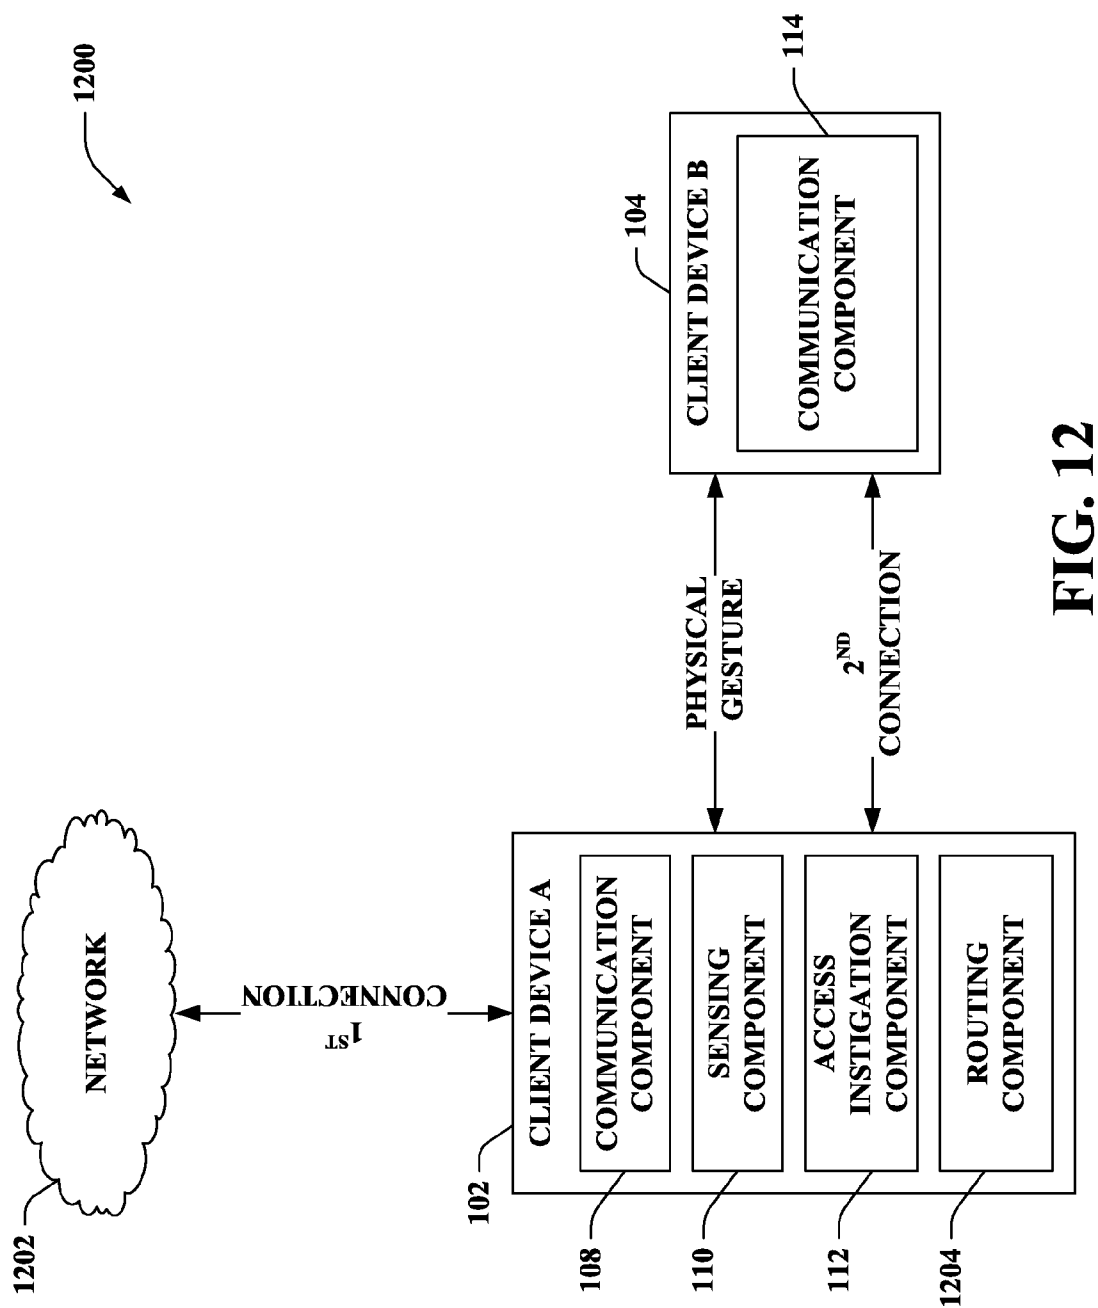 1200
NETWORK
1202
1ST
CONNECTION
102
CLIENT DEVICE A
COMMUNICATION
COMPONENT
108
SENSING
COMPONENT
110
ACCESS
INSTIGATION
COMPONENT
112
ROUTING
COMPONENT
1204
PHYSICAL
GESTURE
2ND
CONNECTION
104
CLIENT DEVICE B
COMMUNICATION
COMPONENT
114
FIG. 12